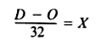 D − O / 32 = X